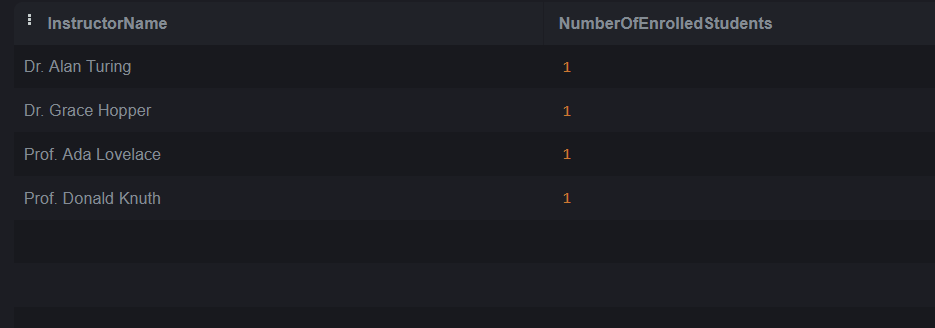 InstructorName NumberOfEnrolledStudents
Dr. Alan Turing 1
Dr. Grace Hopper 1
Prof. Ada Lovelace 1
Prof. Donald Knuth 1